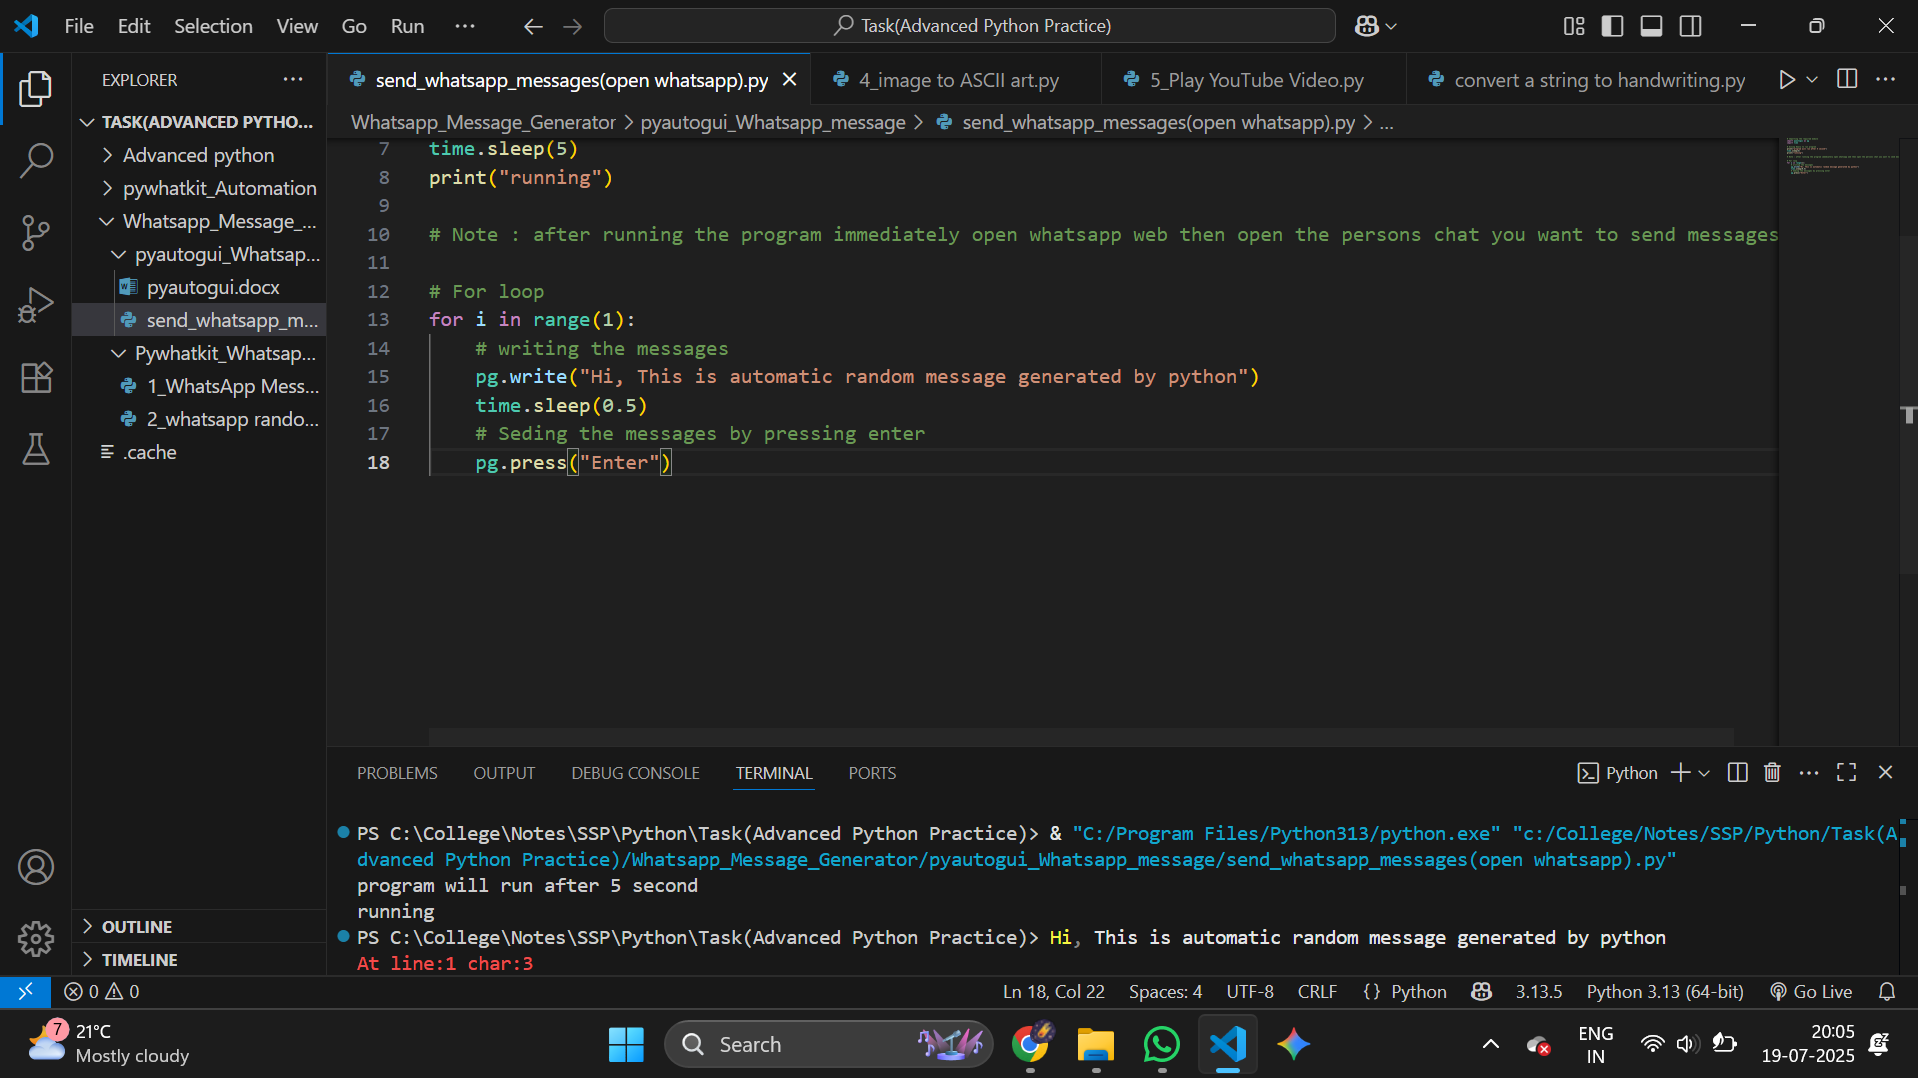 File Edit Selection View Go Run ...
Task(Advanced Python Practice)
EXPLORER
send_whatsapp_messages(open whatsapp).py
4_image to ASCII art.py
5_Play YouTube Video.py
convert a string to handwriting.py
Whatsapp_Message_Generator > pyautogui_Whatsapp_message > send_whatsapp_messages(open whatsapp).py > ...
TASK(ADVANCED PYTHO...
Advanced python
pywhatkit_Automation
Whatsapp_Message_...
pyautogui_Whatsap...
pyautogui.docx
send_whatsapp_m...
Pywhatkit_Whatsap...
1_WhatsApp Mess...
2_whatsapp rando...
.cache
OUTLINE
TIMELINE
7 time.sleep(5)
8 print("running")
9
10 # Note : after running the program immediately open whatsapp web then open the persons chat you want to send messages
11
12 # For loop
13 for i in range(1):
14 # writing the messages
15 pg.write("Hi, This is automatic random message generated by python")
16 time.sleep(0.5)
17 # Seding the messages by pressing enter
18 pg.press("Enter")
PROBLEMS OUTPUT DEBUG CONSOLE TERMINAL PORTS
Python
PS C:\College\Notes\SSP\Python\Task(Advanced Python Practice)> & "C:/Program Files/Python313/python.exe" "c:/College/Notes/SSP/Python/Task(A
dvanced Python Practice)/Whatsapp_Message_Generator/pyautogui_Whatsapp_message/send_whatsapp_messages(open whatsapp).py"
program will run after 5 second
running
PS C:\College\Notes\SSP\Python\Task(Advanced Python Practice)> Hi, This is automatic random message generated by python
At line:1 char:3
0 0
Ln 18, Col 22 Spaces: 4 UTF-8 CRLF {} Python 3.13.5 Python 3.13 (64-bit) Go Live
7
21°C
Mostly cloudy
Search
ENG
IN
20:05
19-07-2025